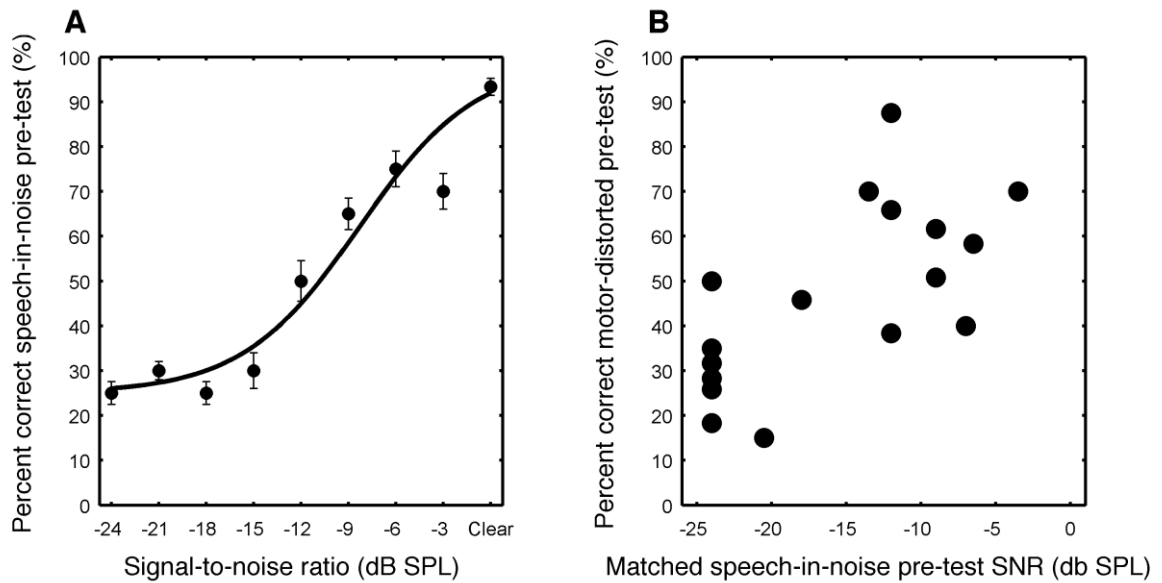 A
Percent correct speech-in-noise pre-test (%)
100
90
80
70
60
50
40
30
20
10
0
-24 -21 -18 -15 -12 -9 -6 -3 Clear
Signal-to-noise ratio (dB SPL)
B
Percent correct motor-distorted pre-test (%)
100
90
80
70
60
50
40
30
20
10
0
-25 -20 -15 -10 -5 0
Matched speech-in-noise pre-test SNR (db SPL)